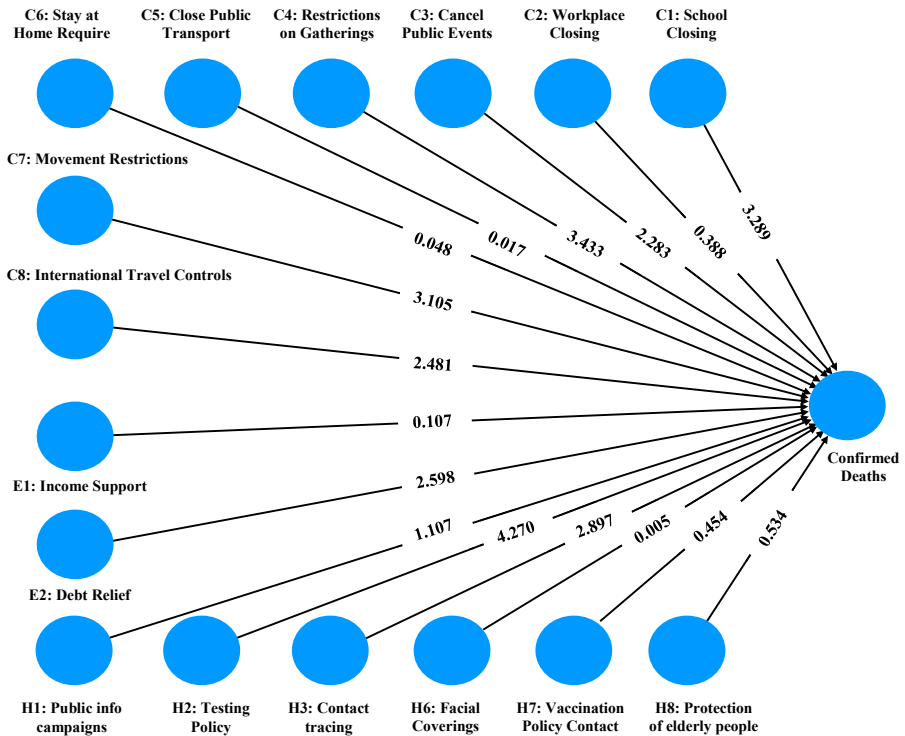 C6: Stay at
Home Require
C5: Close Public
Transport
C4: Restrictions
on Gatherings
C3: Cancel
Public Events
C2: Workplace
Closing
C1: School
Closing
C7: Movement Restrictions
C8: International Travel Controls
E1: Income Support
E2: Debt Relief
0.048
0.017
3.433
2.283
0.388
3.289
3.105
2.481
0.107
2.598
1.107
4.270
2.897
0.005
0.454
0.534
Confirmed
Deaths
H1: Public info
campaigns
H2: Testing
Policy
H3: Contact
tracing
H6: Facial
Coverings
H7: Vaccination
Policy Contact
H8: Protection
of elderly people